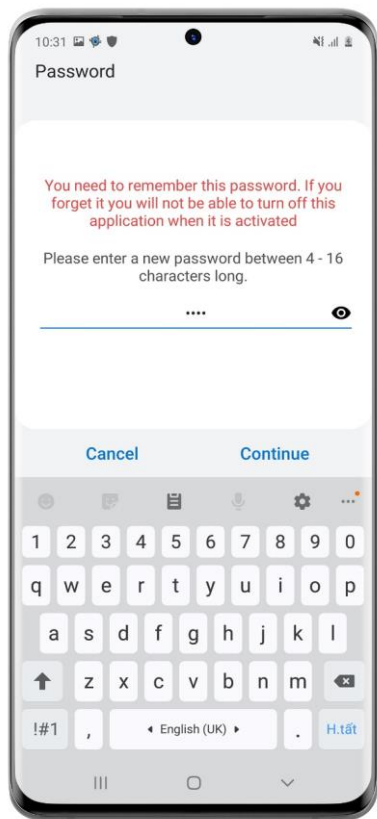 10:31
Password
You need to remember this password. If you
forget it you will not be able to turn off this
application when it is activated
Please enter a new password between 4 - 16
characters long.
••••
Cancel Continue
1 2 3 4 5 6 7 8 9 0
q w e r t y u i o p
a s d f g h j k l
z x c v b n m
!#1 , English (UK) . H.tất